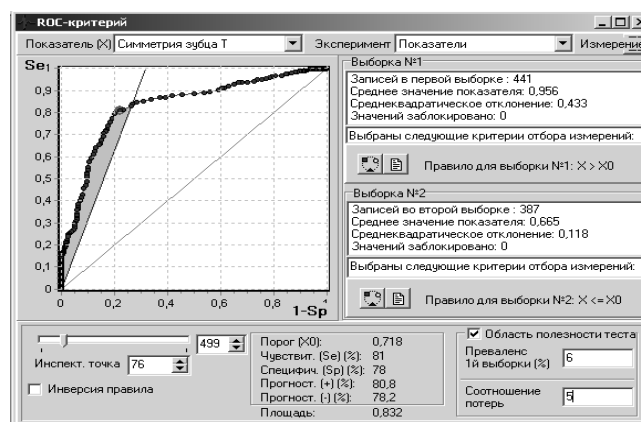 ROC-критерий
Показатель (X) Симметрия зубца Т Эксперимент Показатели Измерение
Se
1
0,9
0,8
0,7
0,6
0,5
0,4
0,3
0,2
0,1
0
0 0,2 0,4 0,6 0,8 1
1-Sp
Выборка №1
Записей в первой выборке : 441
Среднее значение показателя: 0,956
Среднеквадратическое отклонение: 0,433
Значений заблокировано: 0
Выбраны следующие критерии отбора измерений:
Правило для выборки №1: X > X0
Выборка №2
Записей во второй выборке : 387
Среднее значение показателя: 0,665
Среднеквадратическое отклонение: 0,118
Значений заблокировано: 0
Выбраны следующие критерии отбора измерений:
Правило для выборки №2: X <= X0
499
Инспект. точка 76
Инверсия правила
Порог (X0): 0,718
Чувствит. (Se) (%): 81
Специфич. (Sp) (%): 78
Прогност. (+) (%): 80,8
Прогност. (-) (%): 78,2
Площадь: 0,832
Область полезности теста
Преваленс
1й выборки (%) 6
Соотношение
потерь 5